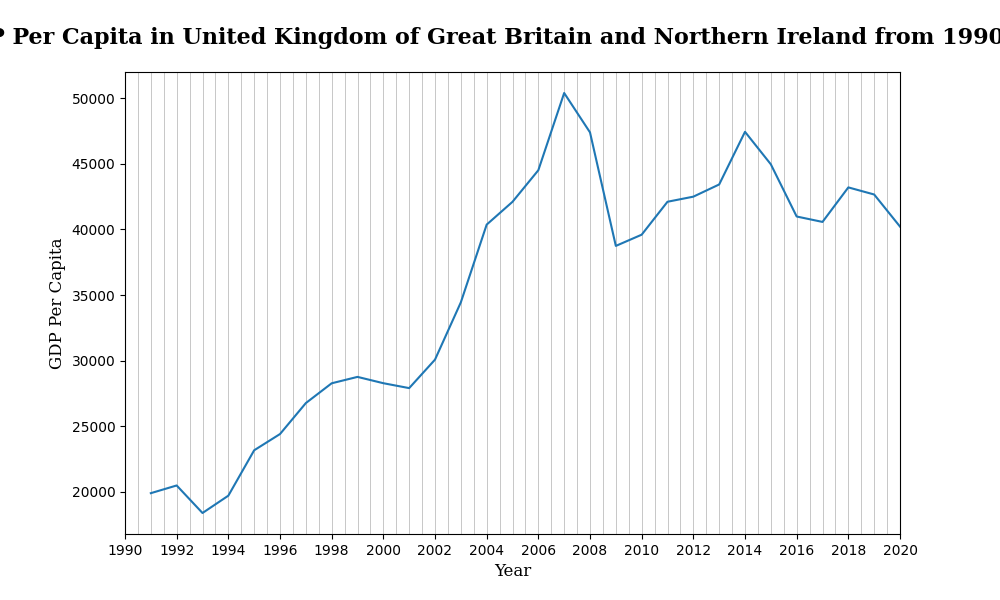 Per Capita in United Kingdom of Great Britain and Northern Ireland from 1990
50000
45000
40000
35000
30000
25000
20000
GDP Per Capita
1990 1992 1994 1996 1998 2000 2002 2004 2006 2008 2010 2012 2014 2016 2018 2020
Year